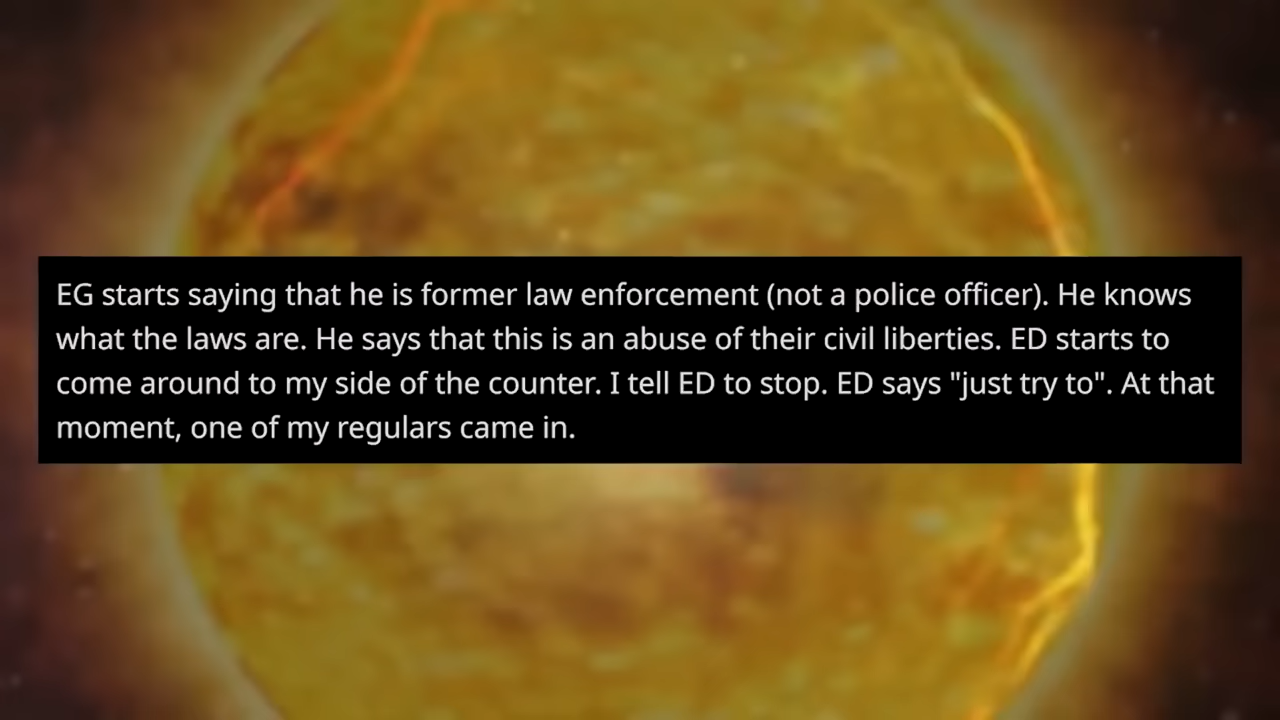 EG starts saying that he is former law enforcement (not a police officer). He knows
what the laws are. He says that this is an abuse of their civil liberties. ED starts to
come around to my side of the counter. I tell ED to stop. ED says "just try to". At that
moment, one of my regulars came in.